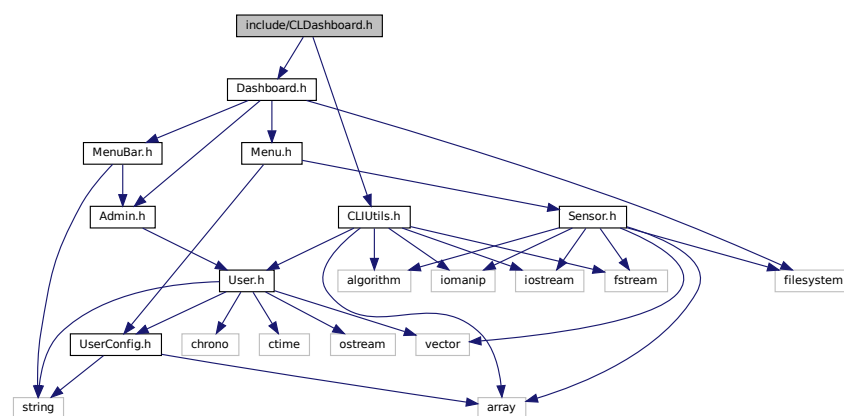 include/CLDashboard.h
Dashboard.h
MenuBar.h
Menu.h
Admin.h
CLIUtils.h
Sensor.h
User.h
algorithm
iomanip
iostream
fstream
filesystem
UserConfig.h
chrono
ctime
ostream
vector
string
array